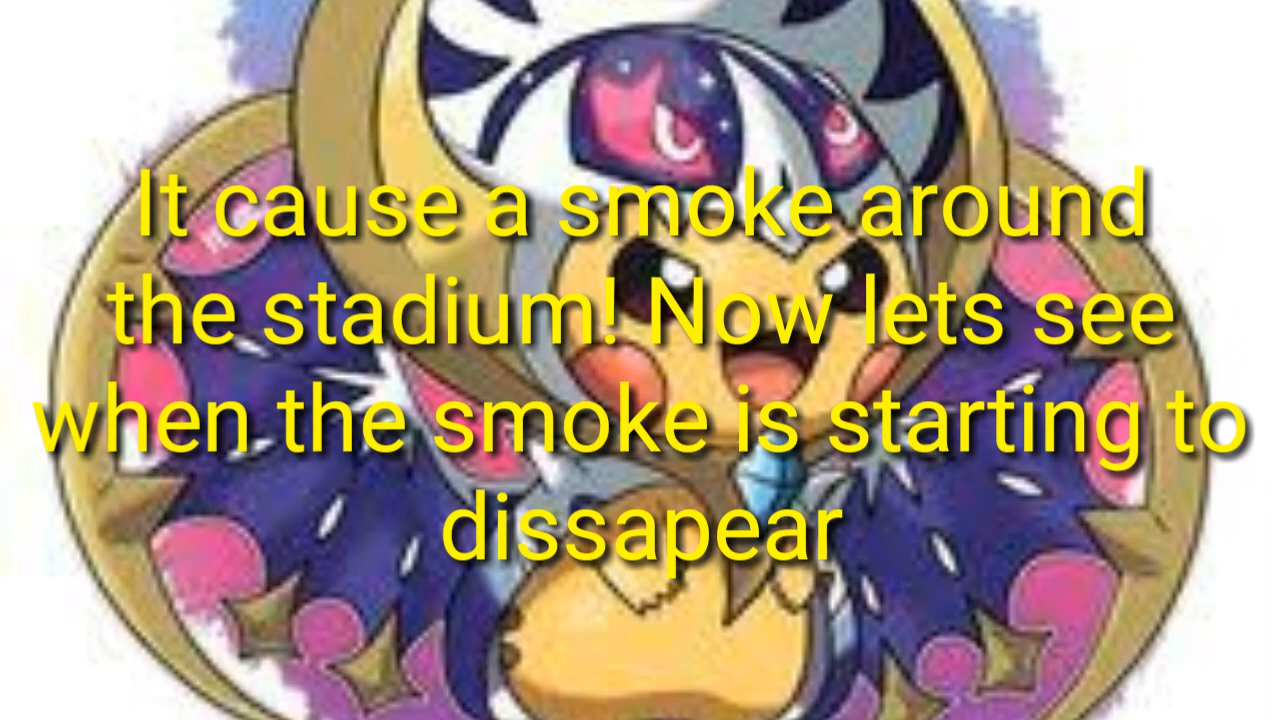 It cause a smoke around
the stadium! Now lets see
when the smoke is starting to
dissapear